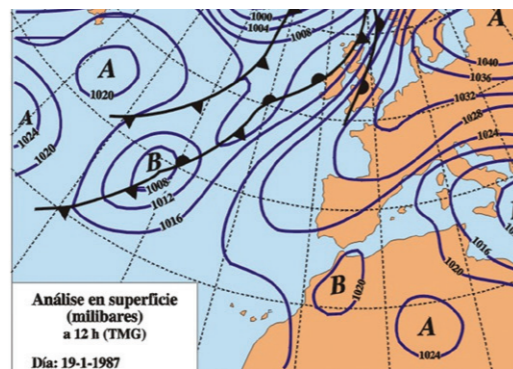 1000
1004
1008
A
1020
A
1024
1020
B
1008
1012
1016
A
1040
1036
1032
1028
1024
1016
1020
B
1020
A
1024
Análise en superficie
(milibares)
a 12 h (TMG)
Día: 19-1-1987